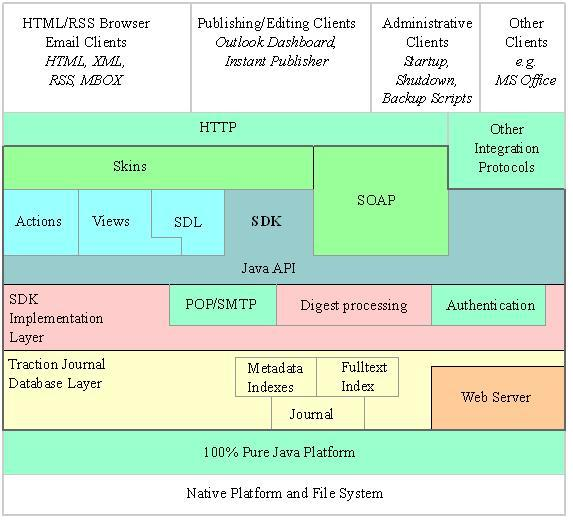 HTML/RSS Browser
Email Clients
HTML, XML,
RSS, MBOX
Publishing/Editing Clients
Outlook Dashboard,
Instant Publisher
Administrative
Clients
Startup,
Shutdown,
Backup Scripts
Other
Clients
e.g.
MS Office
HTTP
Other
Integration
Protocols
Skins
SOAP
Actions
Views
SDL
SDK
Java API
SDK
Implementation
Layer
POP/SMTP
Digest processing
Authentication
Traction Journal
Database Layer
Metadata
Indexes
Fulltext
Index
Journal
Web Server
100% Pure Java Platform
Native Platform and File System